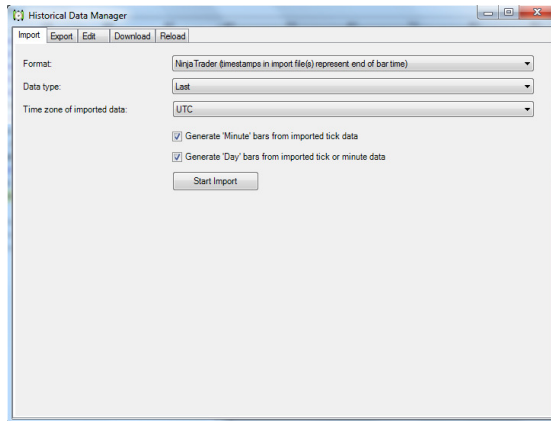 Historical Data Manager
Import Export Edit Download Reload
Format: NinjaTrader (timestamps in import file(s) represent end of bar time)
Data type: Last
Time zone of imported data: UTC
Generate 'Minute' bars from imported tick data
Generate 'Day' bars from imported tick or minute data
Start Import